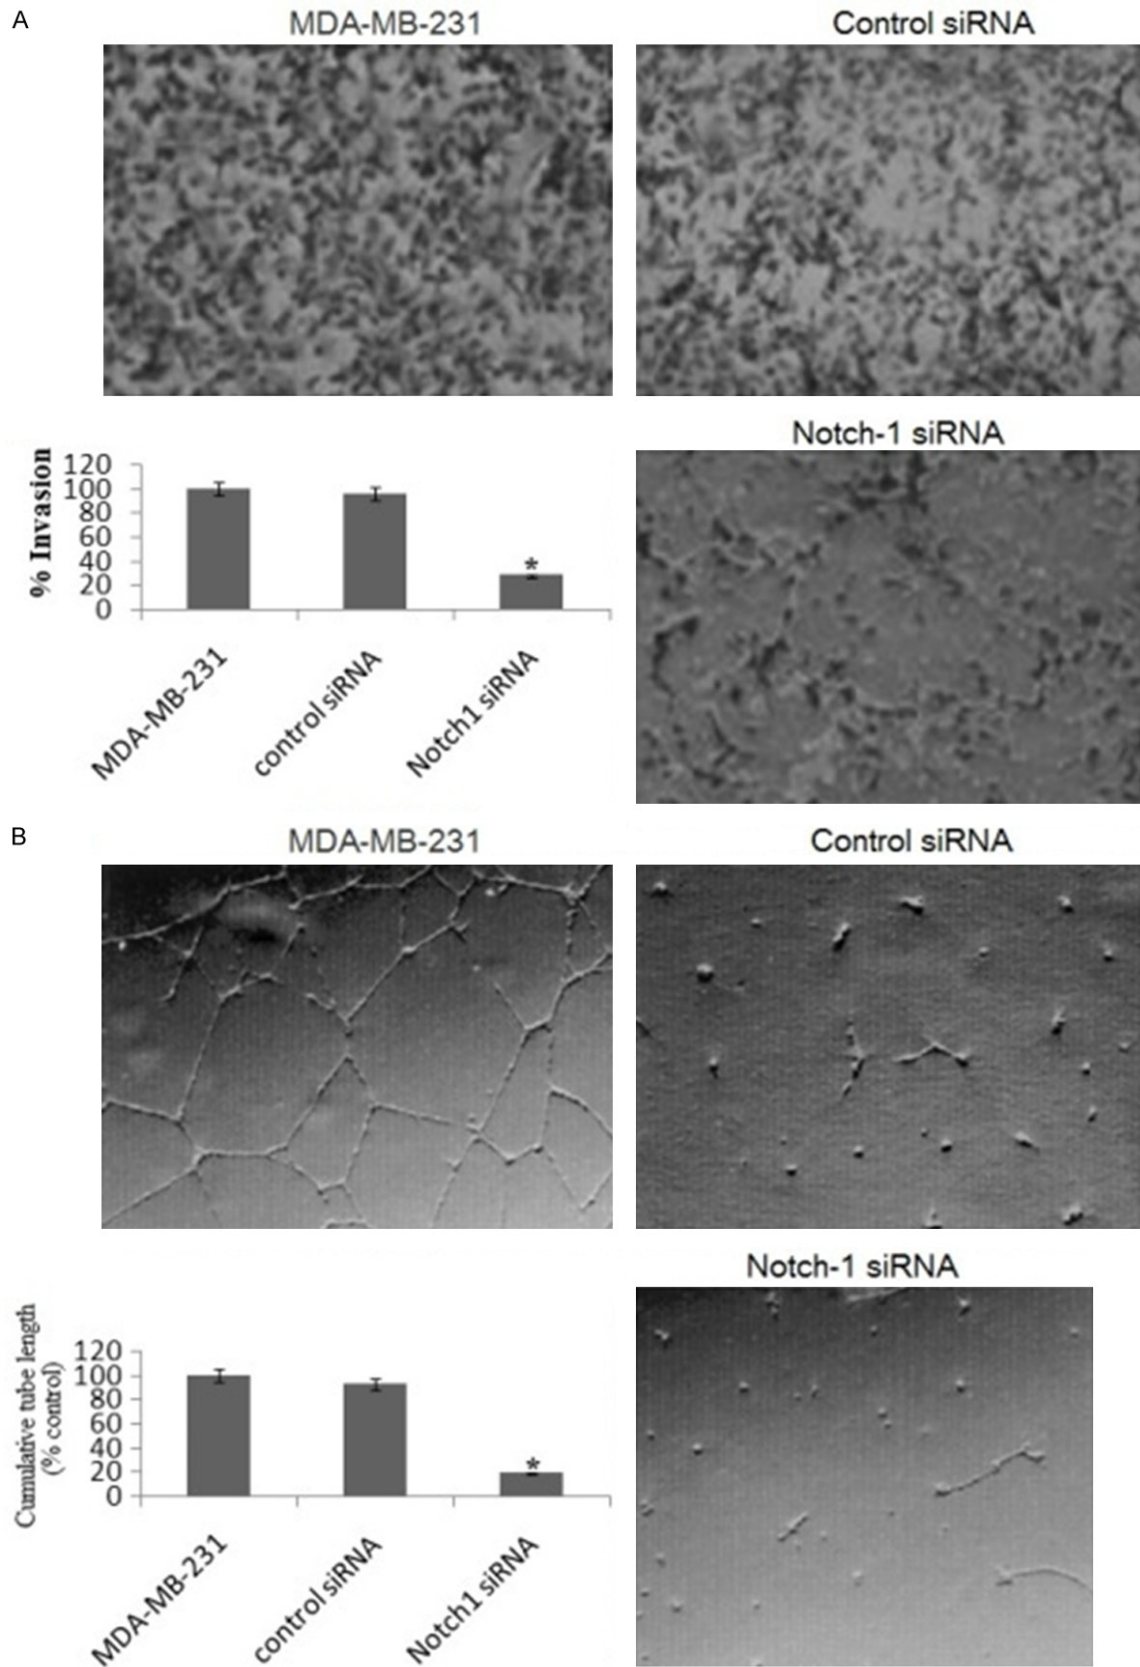 A
MDA-MB-231
Control siRNA
Notch-1 siRNA
% Invasion
120
100
80
60
40
20
0
*
MDA-MB-231
control siRNA
Notch1 siRNA
B
MDA-MB-231
Control siRNA
Notch-1 siRNA
Cumulative tube length
(% control)
120
100
80
60
40
20
0
*
MDA-MB-231
control siRNA
Notch1 siRNA